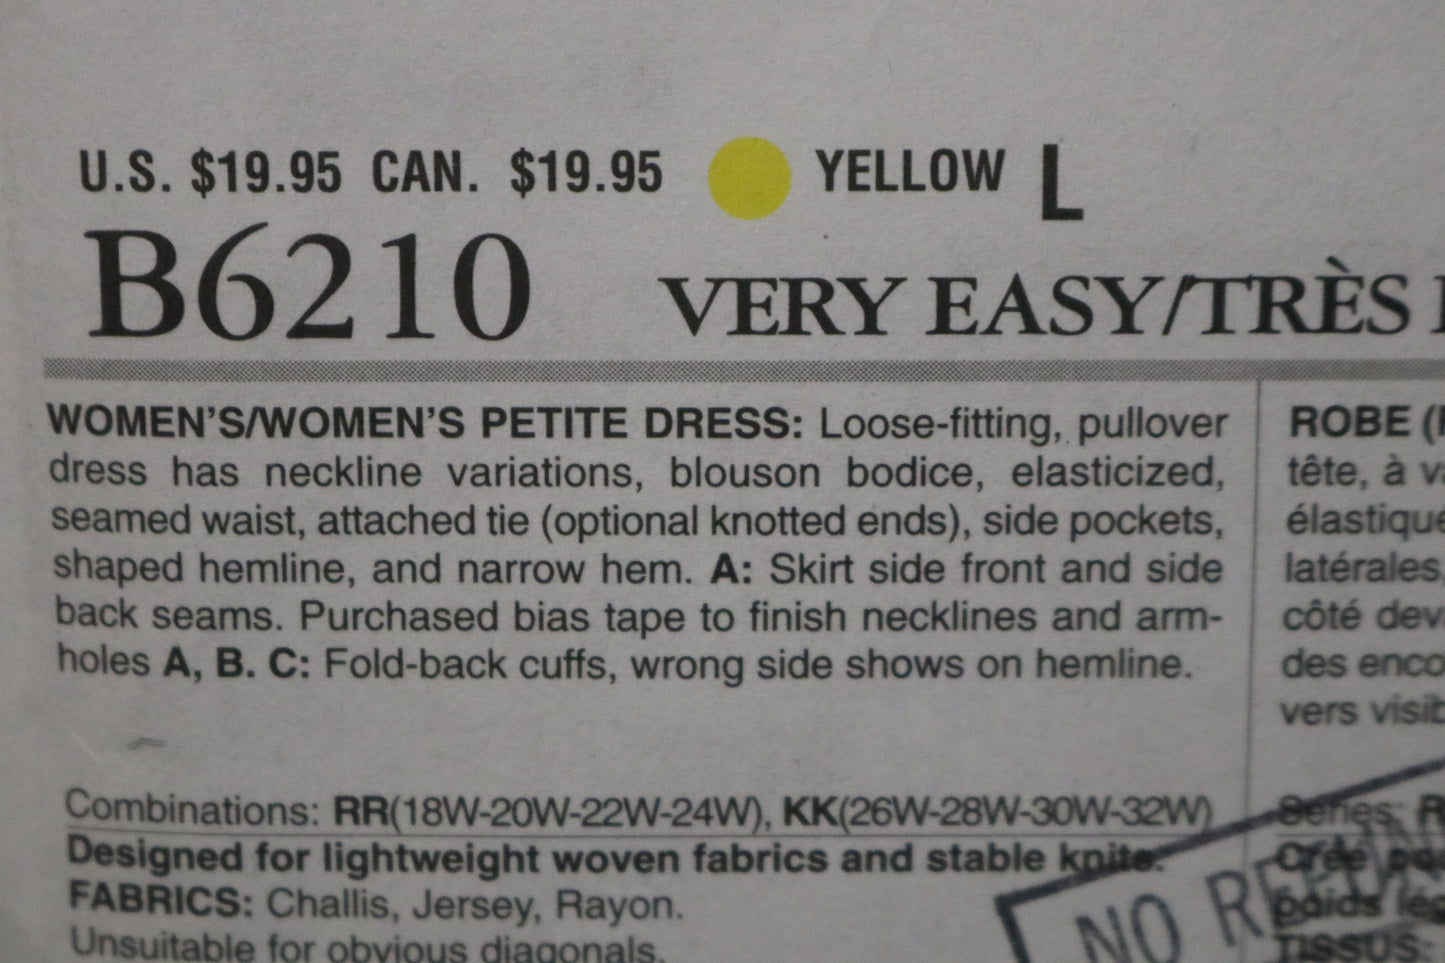 U.S. $19.95 CAN. $19.95 YELLOW L
B6210 VERY EASY/TRÈS
WOMEN'S/WOMEN'S PETITE DRESS: Loose-fitting, pullover
dress has neckline variations, blouson bodice, elasticized,
seamed waist, attached tie (optional knotted ends), side pockets,
shaped hemline, and narrow hem. A: Skirt side front and side
back seams. Purchased bias tape to finish necklines and arm-
holes A, B. C: Fold-back cuffs, wrong side shows on hemline.
Combinations: RR(18W-20W-22W-24W), KK(26W-28W-30W-32W)
Designed for lightweight woven fabrics and stable knits.
FABRICS: Challis, Jersey, Rayon.
Unsuitable for obvious diagonals.
ROBE
tête, à
élastique
latérales
côté
des
vers
Séries:
Crée
poids
TISSUS:
NO